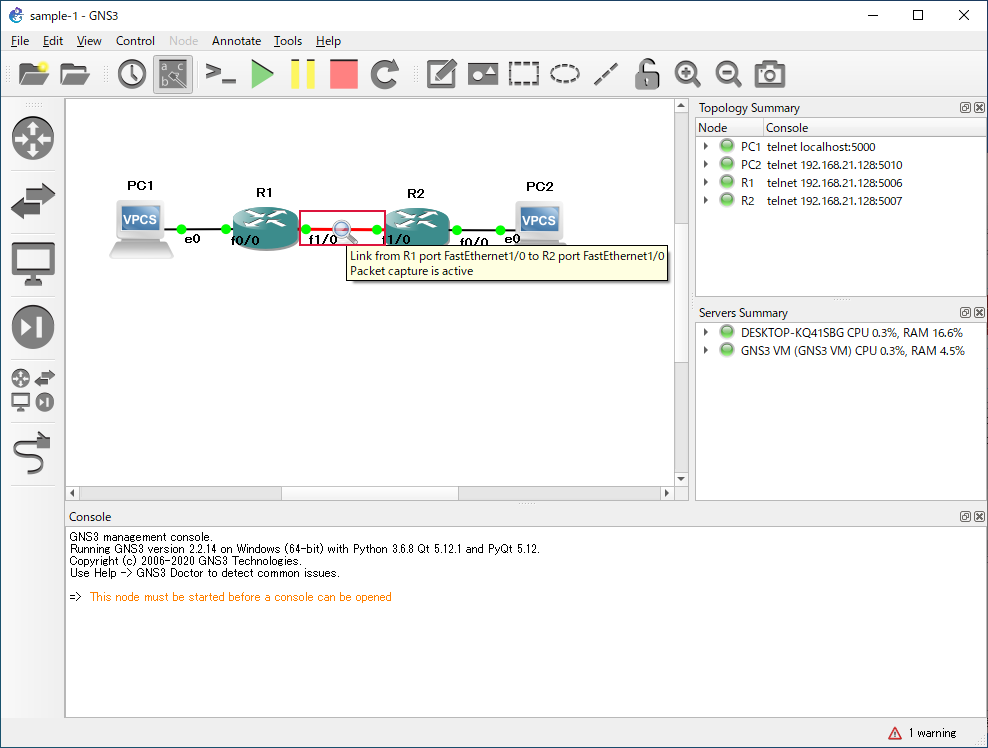 sample-1 - GNS3
File Edit View Control Node Annotate Tools Help
a b c
Topology Summary
Node Console
PC1 telnet localhost:5000
PC2 telnet 192.168.21.128:5010
R1 telnet 192.168.21.128:5006
R2 telnet 192.168.21.128:5007
PC1 R1 R2 PC2
VPCS VPCS
e0 f0/0 f1/0 f1/0 f0/0 e0
Link from R1 port FastEthernet1/0 to R2 port FastEthernet1/0
Packet capture is active
Servers Summary
DESKTOP-KQ41SBG CPU 0.3%, RAM 16.6%
GNS3 VM (GNS3 VM) CPU 0.3%, RAM 4.5%
Console
GNS3 management console.
Running GNS3 version 2.2.14 on Windows (64-bit) with Python 3.6.8 Qt 5.12.1 and PyQt 5.12.
Copyright (c) 2006-2020 GNS3 Technologies.
Use Help -> GNS3 Doctor to detect common issues.
=> This node must be started before a console can be opened
1 warning